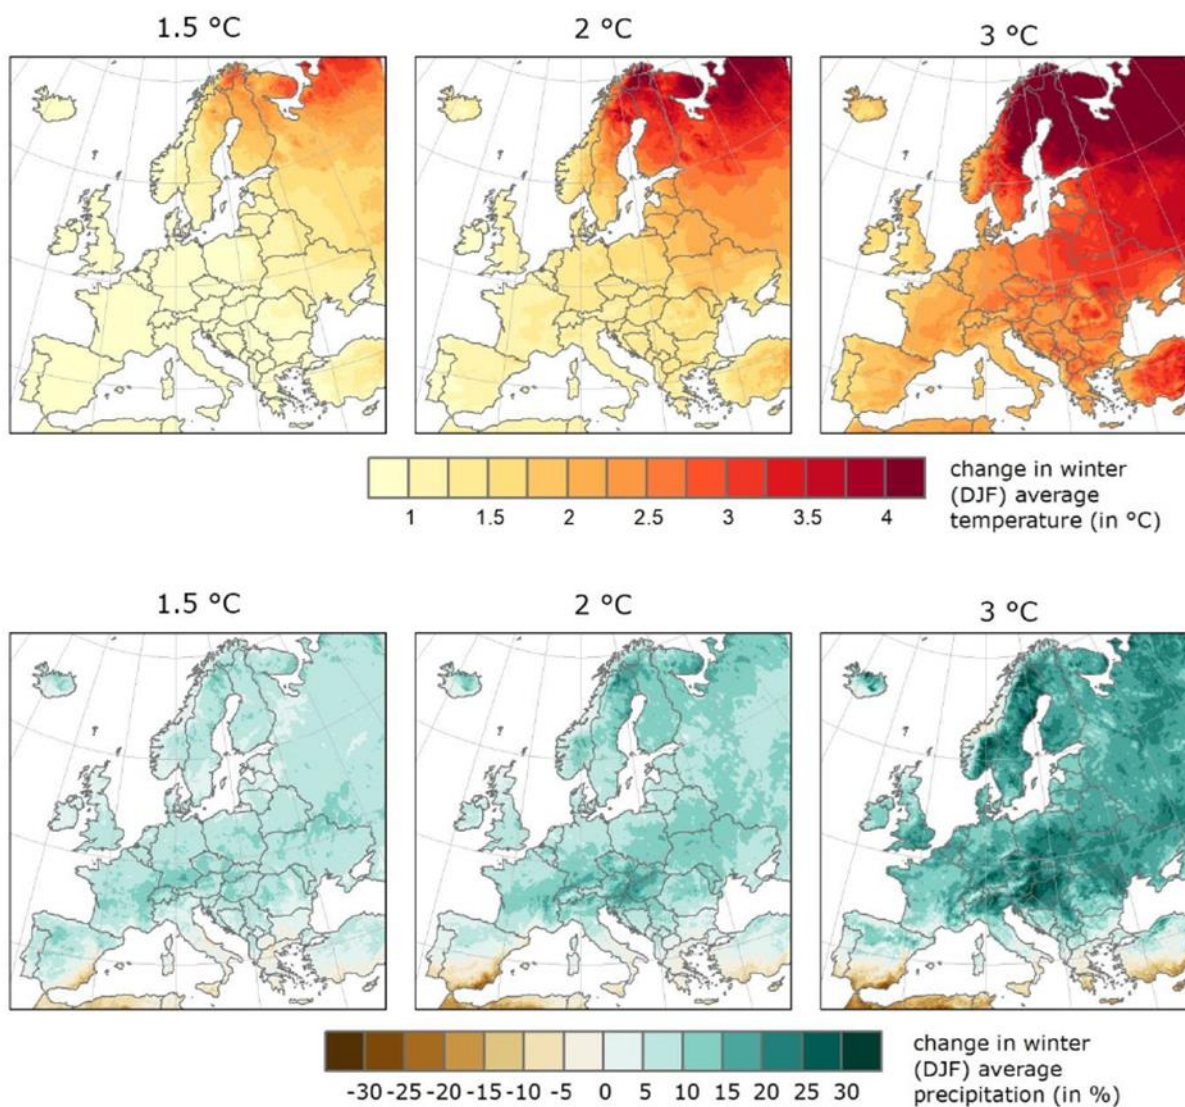 1.5 °C 2 °C 3 °C
change in winter
(DJF) average
temperature (in °C)
1 1.5 2 2.5 3 3.5 4
1.5 °C 2 °C 3 °C
change in winter
(DJF) average
precipitation (in %)
-30 -25 -20 -15 -10 -5 0 5 10 15 20 25 30